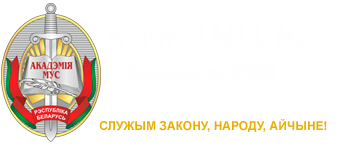 АКАДЭМІЯ
МУС
РЭСПУБЛІКА
БЕЛАРУСЬ
СЛУЖЫМ ЗАКОНУ, НАРОДУ, АЙЧЫНЕ!